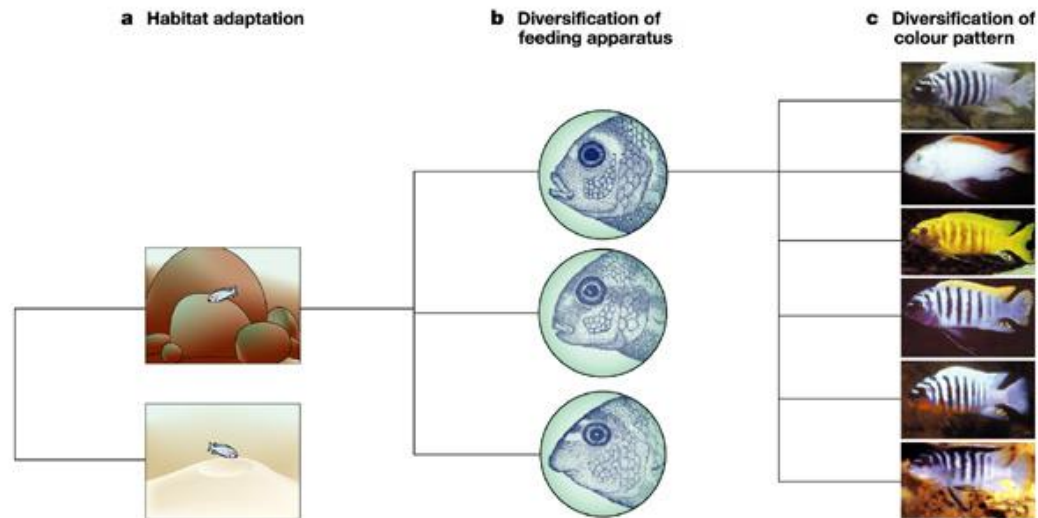 a Habitat adaptation
b Diversification of
feeding apparatus
c Diversification of
colour pattern